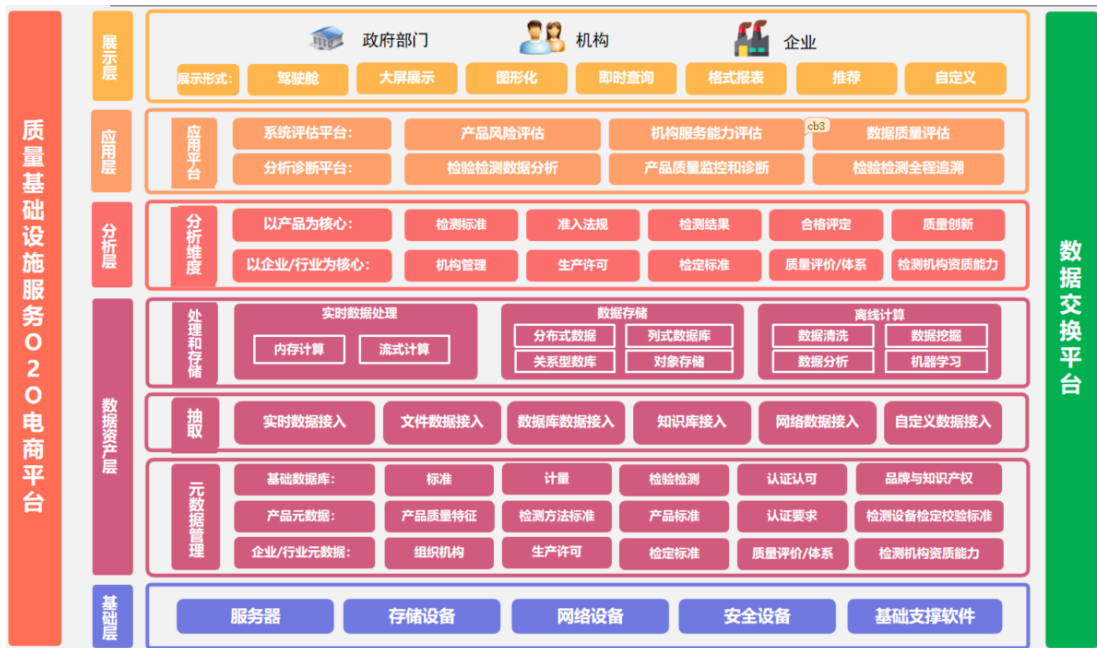 质量基础设施服务O2O电商平台
展示层
政府部门 机构 企业
展示形式: 驾驶舱 大屏展示 图形化 即时查询 格式报表 推荐 自定义
应用层
应用平台
系统评估平台: 产品风险评估 机构服务能力评估 cb3 数据质量评估
分析诊断平台: 检验检测数据分析 产品质量监控和诊断 检验检测全程追溯
分析层
分析维度
以产品为核心: 检测标准 准入法规 检测结果 合格评定 质量创新
以企业/行业为核心: 机构管理 生产许可 检定标准 质量评价/体系 检测机构资质能力
数据资产层
处理和存储
实时数据处理 数据存储 离线计算
内存计算 流式计算 分布式数据 列式数据库 数据清洗 数据挖掘
关系型数库 对象存储 数据分析 机器学习
抽取
实时数据接入 文件数据接入 数据库数据接入 知识库接入 网络数据接入 自定义数据接入
元数据管理
基础数据库: 标准 计量 检验检测 认证认可 品牌与知识产权
产品元数据: 产品质量特征 检测方法标准 产品标准 认证要求 检测设备检定校验标准
企业/行业元数据: 组织机构 生产许可 检定标准 质量评价/体系 检测机构资质能力
基础层
服务器 存储设备 网络设备 安全设备 基础支撑软件
数据交换平台